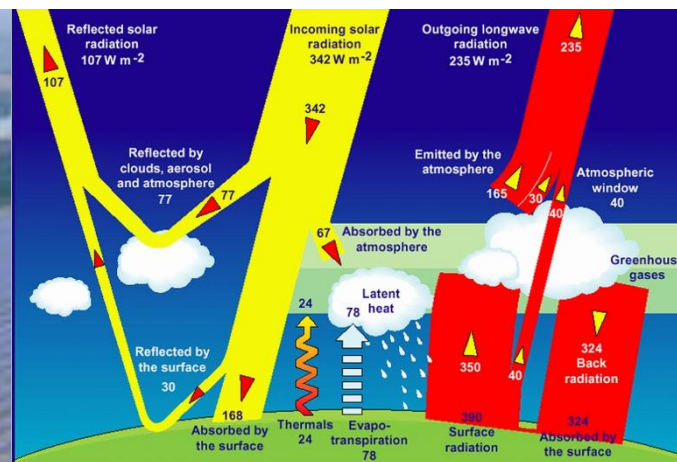 Reflected solar
radiation
107 W m-2
107
Incoming solar
radiation
342 W m-2
342
Outgoing longwave
radiation
235 W m-2
235
Reflected by
clouds, aerosol
and atmosphere
77
77
Emitted by the
atmosphere
165
30
40
Atmospheric
window
40
67
Absorbed by the
atmosphere
Greenhous
gases
24
78
Latent
heat
Reflected by
the surface
30
350
40
324
Back
radiation
168
Absorbed by
the surface
Thermals
24
Evapo-
transpiration
78
390
Surface
radiation
324
Absorbed by
the surface